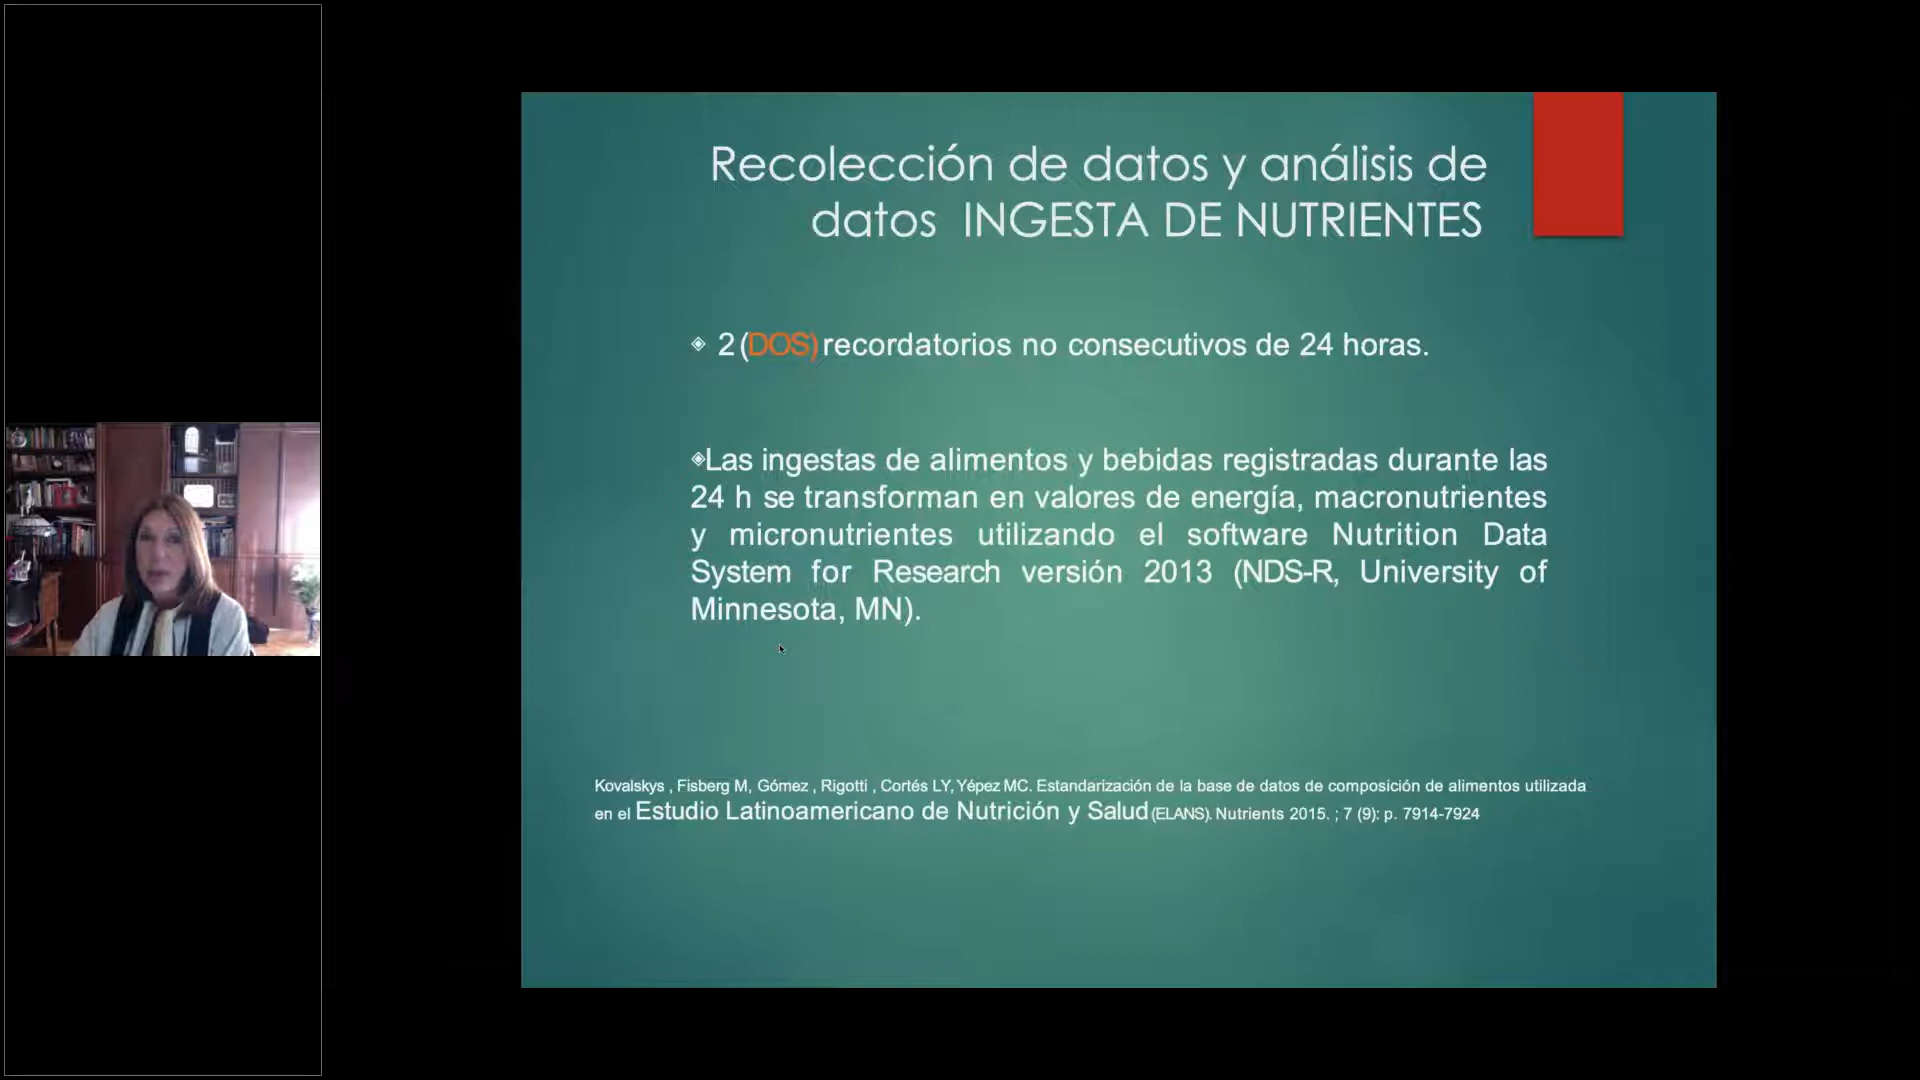 Recolección de datos y análisis de
datos INGESTA DE NUTRIENTES
2 (DOS) recordatorios no consecutivos de 24 horas.
Las ingestas de alimentos y bebidas registradas durante las
24 h se transforman en valores de energía, macronutrientes
y micronutrientes utilizando el software Nutrition Data
System for Research versión 2013 (NDS-R, University of
Minnesota, MN).
Kovalskys , Fisberg M, Gómez , Rigotti , Cortés LY, Yépez MC. Estandarización de la base de datos de composición de alimentos utilizada
en el Estudio Latinoamericano de Nutrición y Salud (ELANS). Nutrients 2015. ; 7 (9): p. 7914-7924